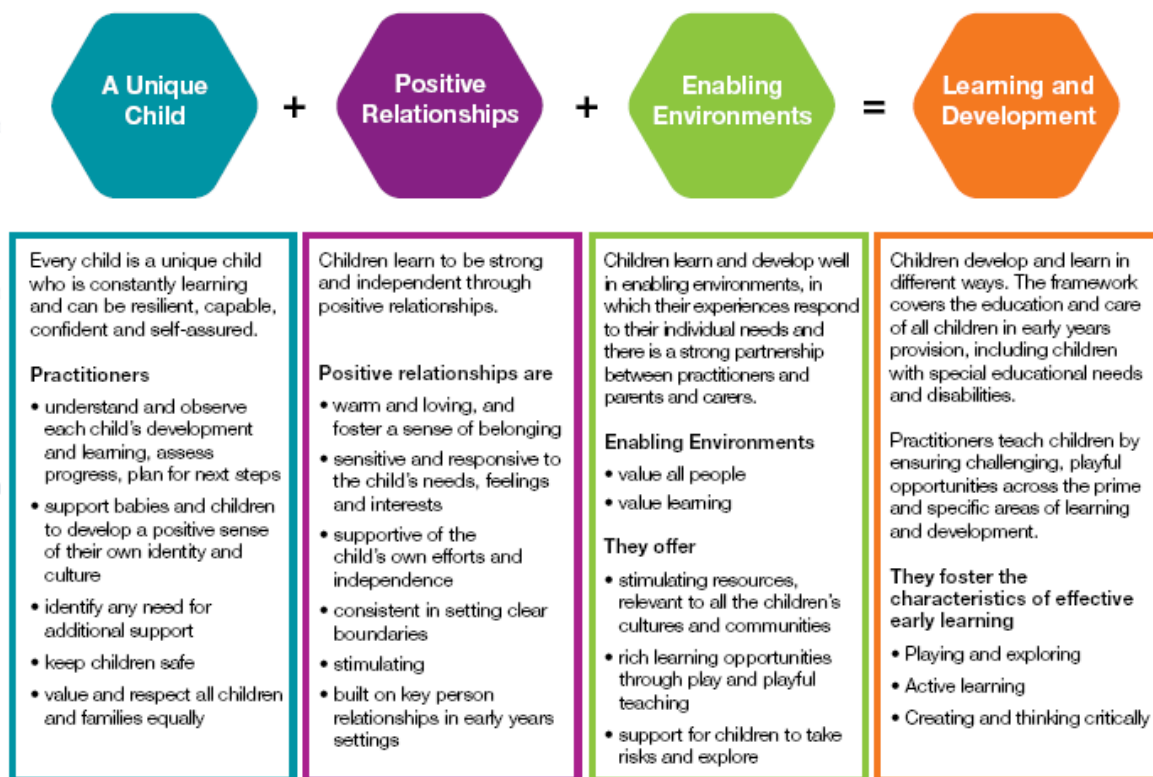 A Unique
Child
+
Positive
Relationships
+
Enabling
Environments
=
Learning and
Development
Every child is a unique child
who is constantly learning
and can be resilient, capable,
confident and self-assured.
Practitioners
• understand and observe
each child's development
and learning, assess
progress, plan for next steps
• support babies and children
to develop a positive sense
of their own identity and
culture
• identify any need for
additional support
• keep children safe
• value and respect all children
and families equally
Children learn to be strong
and independent through
positive relationships.
Positive relationships are
• warm and loving, and
foster a sense of belonging
• sensitive and responsive to
the child's needs, feelings
and interests
• supportive of the
child's own efforts and
independence
• consistent in setting clear
boundaries
• stimulating
• built on key person
relationships in early years
settings
Children learn and develop well
in enabling environments, in
which their experiences respond
to their individual needs and
there is a strong partnership
between practitioners and
parents and carers.
Enabling Environments
• value all people
• value learning
They offer
• stimulating resources,
relevant to all the children's
cultures and communities
• rich learning opportunities
through play and playful
teaching
• support for children to take
risks and explore
Children develop and learn in
different ways. The framework
covers the education and care
of all children in early years
provision, including children
with special educational needs
and disabilities.
Practitioners teach children by
ensuring challenging, playful
opportunities across the prime
and specific areas of learning
and development.
They foster the
characteristics of effective
early learning
• Playing and exploring
• Active learning
• Creating and thinking critically